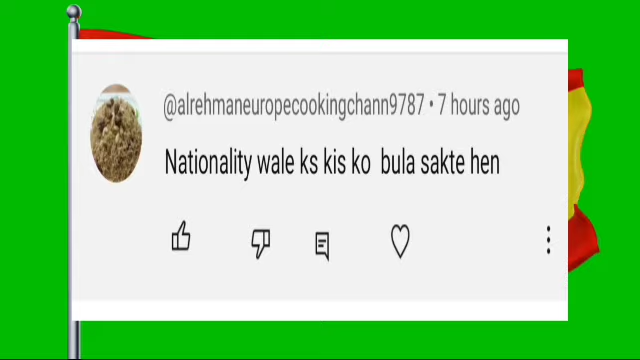 @alrehmaneuropecookingchann9787 • 7 hours ago
Nationality wale ks kis ko bula sakte hen